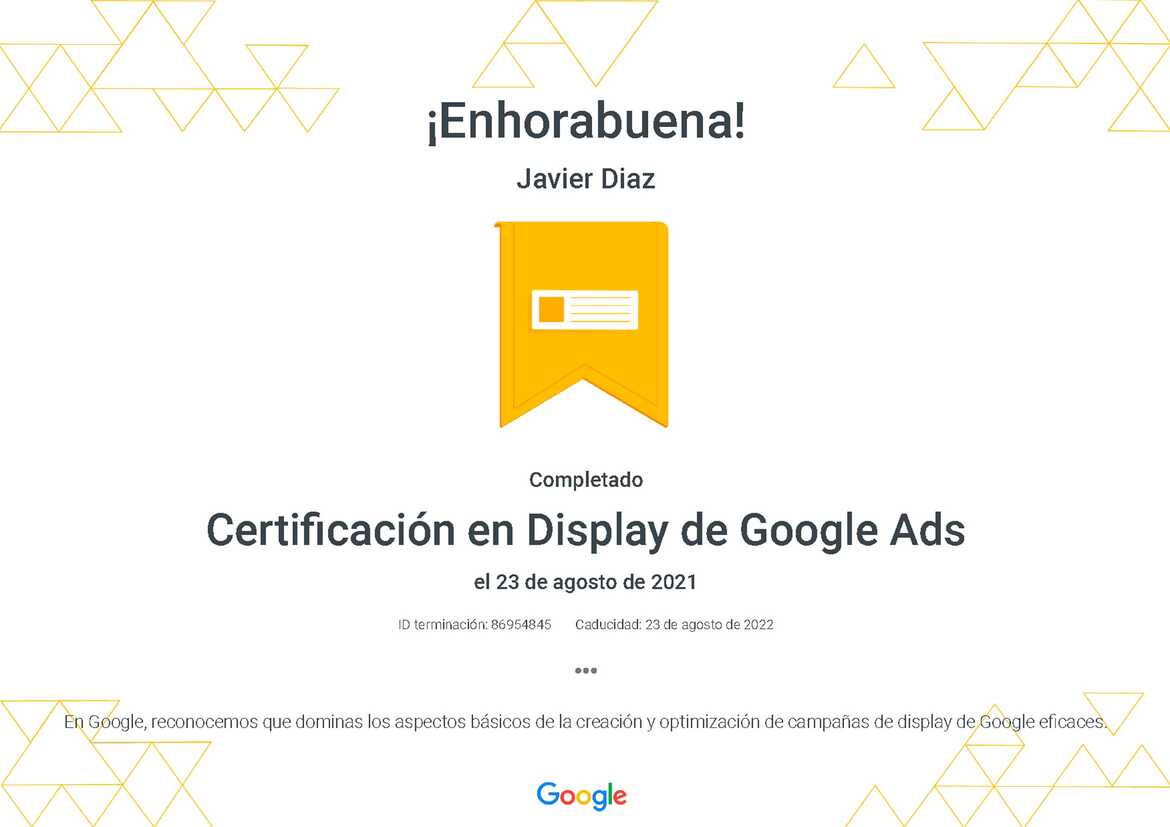 ¡Enhorabuena!
Javier Diaz
Completado
Certificación en Display de Google Ads
el 23 de agosto de 2021
ID terminación: 86954845 Caducidad: 23 de agosto de 2022
•••
En Google, reconocemos que dominas los aspectos básicos de la creación y optimización de campañas de display de Google eficaces.
Google